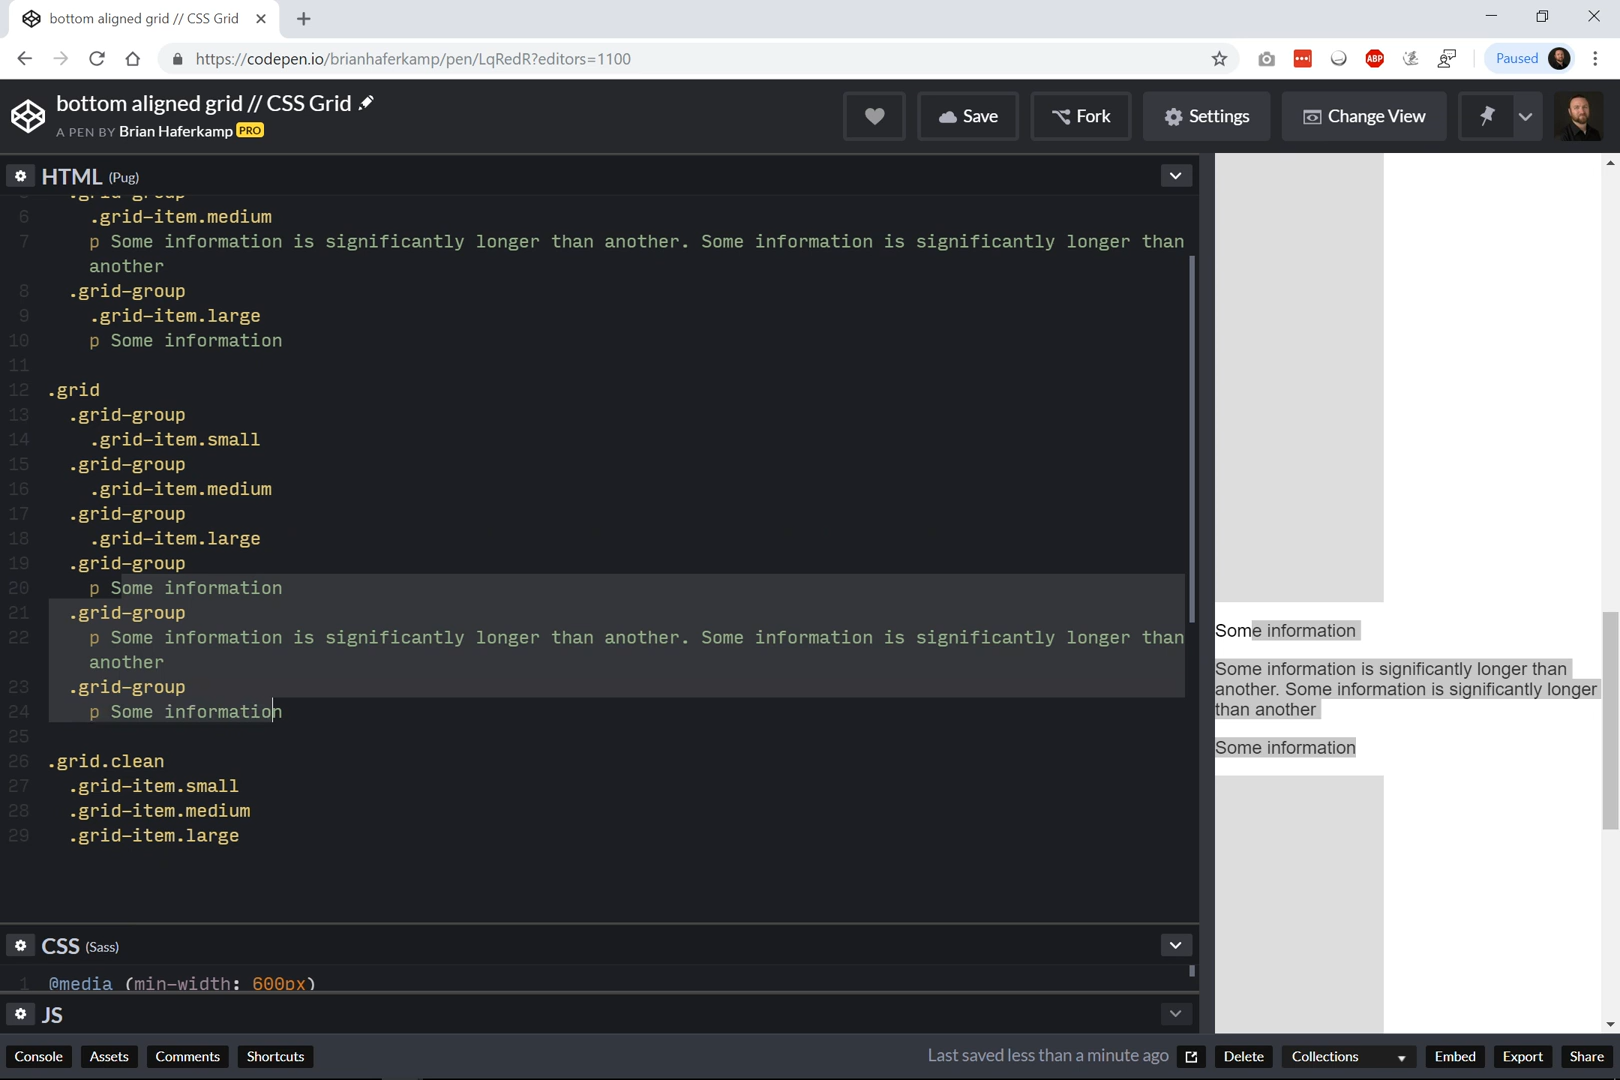 bottom aligned grid // CSS Grid
https://codepen.io/brianhaferkamp/pen/LqRedR?editors=1100
ABP
Paused
bottom aligned grid // CSS Grid
A PEN BY Brian Haferkamp PRO
Save
Fork
Settings
Change View
HTML (Pug)
.grid-group
6 .grid-item.medium
7 p Some information is significantly longer than another. Some information is significantly longer than
another
8 .grid-group
9 .grid-item.large
10 p Some information
11
12 .grid
13 .grid-group
14 .grid-item.small
15 .grid-group
16 .grid-item.medium
17 .grid-group
18 .grid-item.large
19 .grid-group
20 p Some information
21 .grid-group
22 p Some information is significantly longer than another. Some information is significantly longer than
another
23 .grid-group
24 p Some information
25
26 .grid.clean
27 .grid-item.small
28 .grid-item.medium
29 .grid-item.large
Some information
Some information is significantly longer than
another. Some information is significantly longer
than another
Some information
CSS (Sass)
1 @media (min-width: 600px)
JS
Console
Assets
Comments
Shortcuts
Last saved less than a minute ago
Delete
Collections
Embed
Export
Share